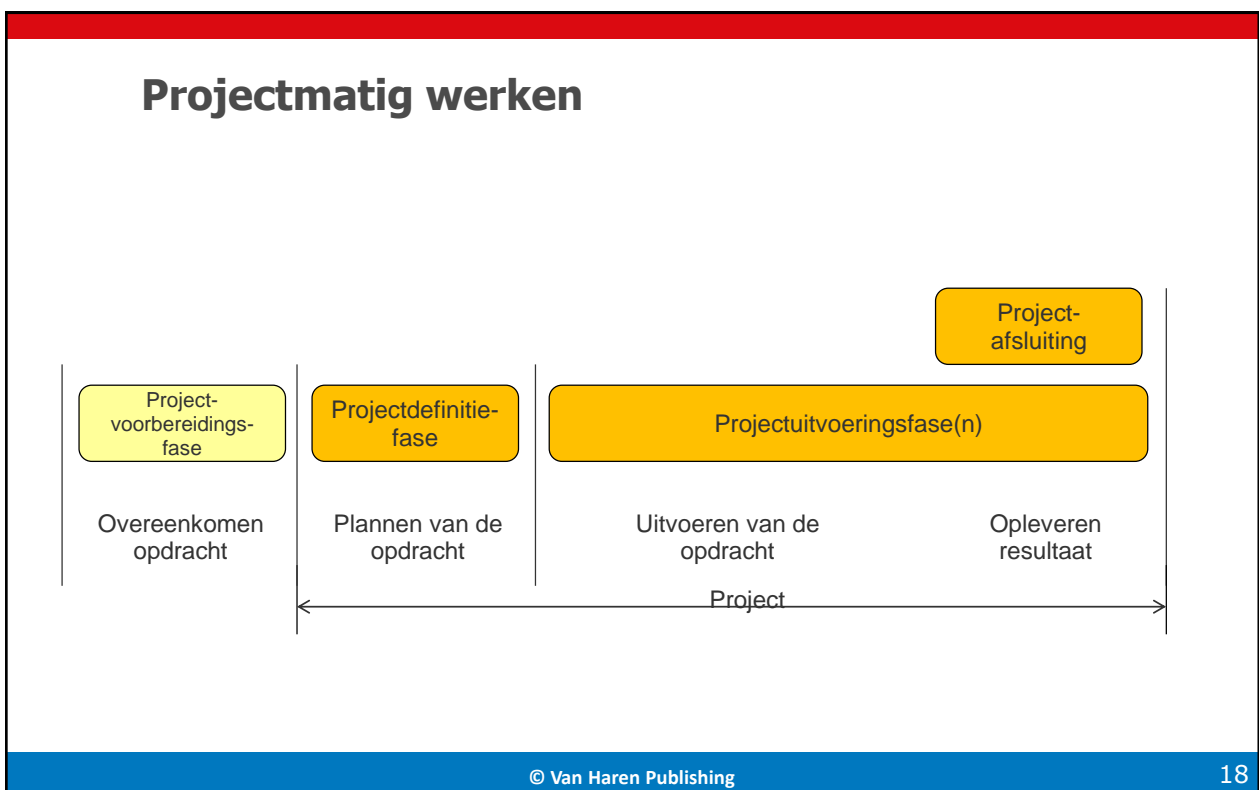 Projectmatig werken
Project-
afsluiting
Project-
voorbereidings-
fase
Projectdefinitie-
fase
Projectuitvoeringsfase(n)
Overeenkomen
opdracht
Plannen van de
opdracht
Uitvoeren van de
opdracht
Opleveren
resultaat
Project
© Van Haren Publishing
18